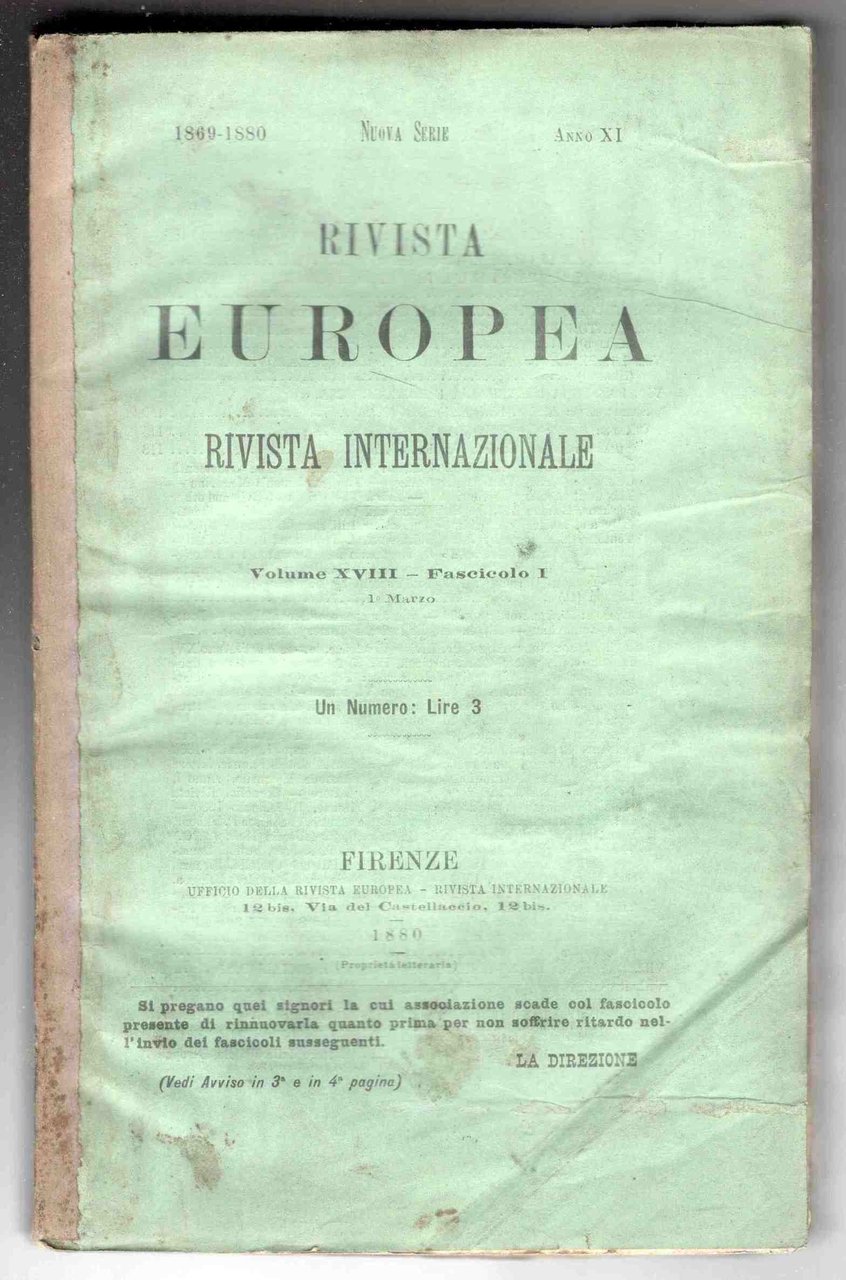 1869-1880 Nuova Serie Anno XI
RIVISTA
EUROPEA
RIVISTA INTERNAZIONALE
Volume XVIII — Fascicolo I
1º Marzo
Un Numero: Lire 3
FIRENZE
UFFICIO DELLA RIVISTA EUROPEA - RIVISTA INTERNAZIONALE
12 bis, Via del Castellaccio, 12 bis.
1880
(Proprietà letteraria)
Si pregano quei signori la cui associazione scade col fascicolo
presente di rinnuovarla quanto prima per non soffrire ritardo nel-
l'invio dei fascicoli susseguenti.
LA DIREZIONE
(Vedi Avviso in 3ª e in 4ª pagina)